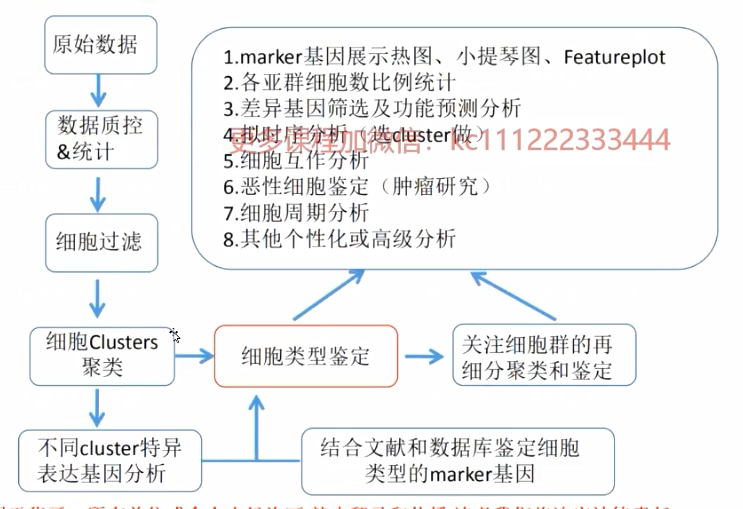 原始数据
数据质控
&统计
细胞过滤
细胞Clusters
聚类
不同cluster特异
表达基因分析
细胞类型鉴定
结合文献和数据库鉴定细胞
类型的marker基因
关注细胞群的再
细分聚类和鉴定
1.marker基因展示热图、小提琴图、Featureplot
2.各亚群细胞数比例统计
3.差异基因筛选及功能预测分析
4.拟时序分析（选cluster做）
更多课程加微信：kc111222333444
5.细胞互作分析
6.恶性细胞鉴定（肿瘤研究）
7.细胞周期分析
8.其他个性化或高级分析